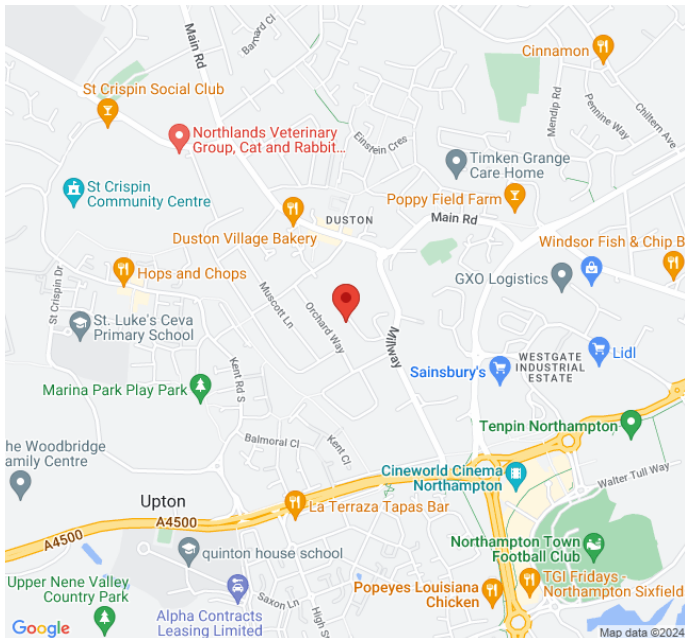 Barnard Cl
Main Rd
Cinnamon
St Crispin Social Club
Mendip Rd
Pennine Way
Chiltern Ave
Northlands Veterinary
Group, Cat and Rabbit...
Einstein Cres
Timken Grange
Care Home
St Crispin
Community Centre
Poppy Field Farm
DUSTON
Main Rd
Duston Village Bakery
Windsor Fish & Chip B
Hops and Chops
GXO Logistics
St Crispin Dr
Muscott Ln
Orchard Way
Millway
St. Luke's Ceva
Primary School
Kent Rd S
Sainsbury's
WESTGATE
INDUSTRIAL
ESTATE
Lidl
Marina Park Play Park
Tenpin Northampton
Balmoral Cl
Kent Cl
he Woodbridge
amily Centre
Cineworld Cinema
Northampton
Walter Tull Way
Upton
A4500
La Terraza Tapas Bar
A4500
quinton house school
Northampton Town
Football Club
Upper Nene Valley
Country Park
Saxon Ln
High S
Popeyes Louisiana
Chicken
TGI Fridays -
Northampton Sixfield
Alpha Contracts
Leasing Limited
Google
Map data ©2024